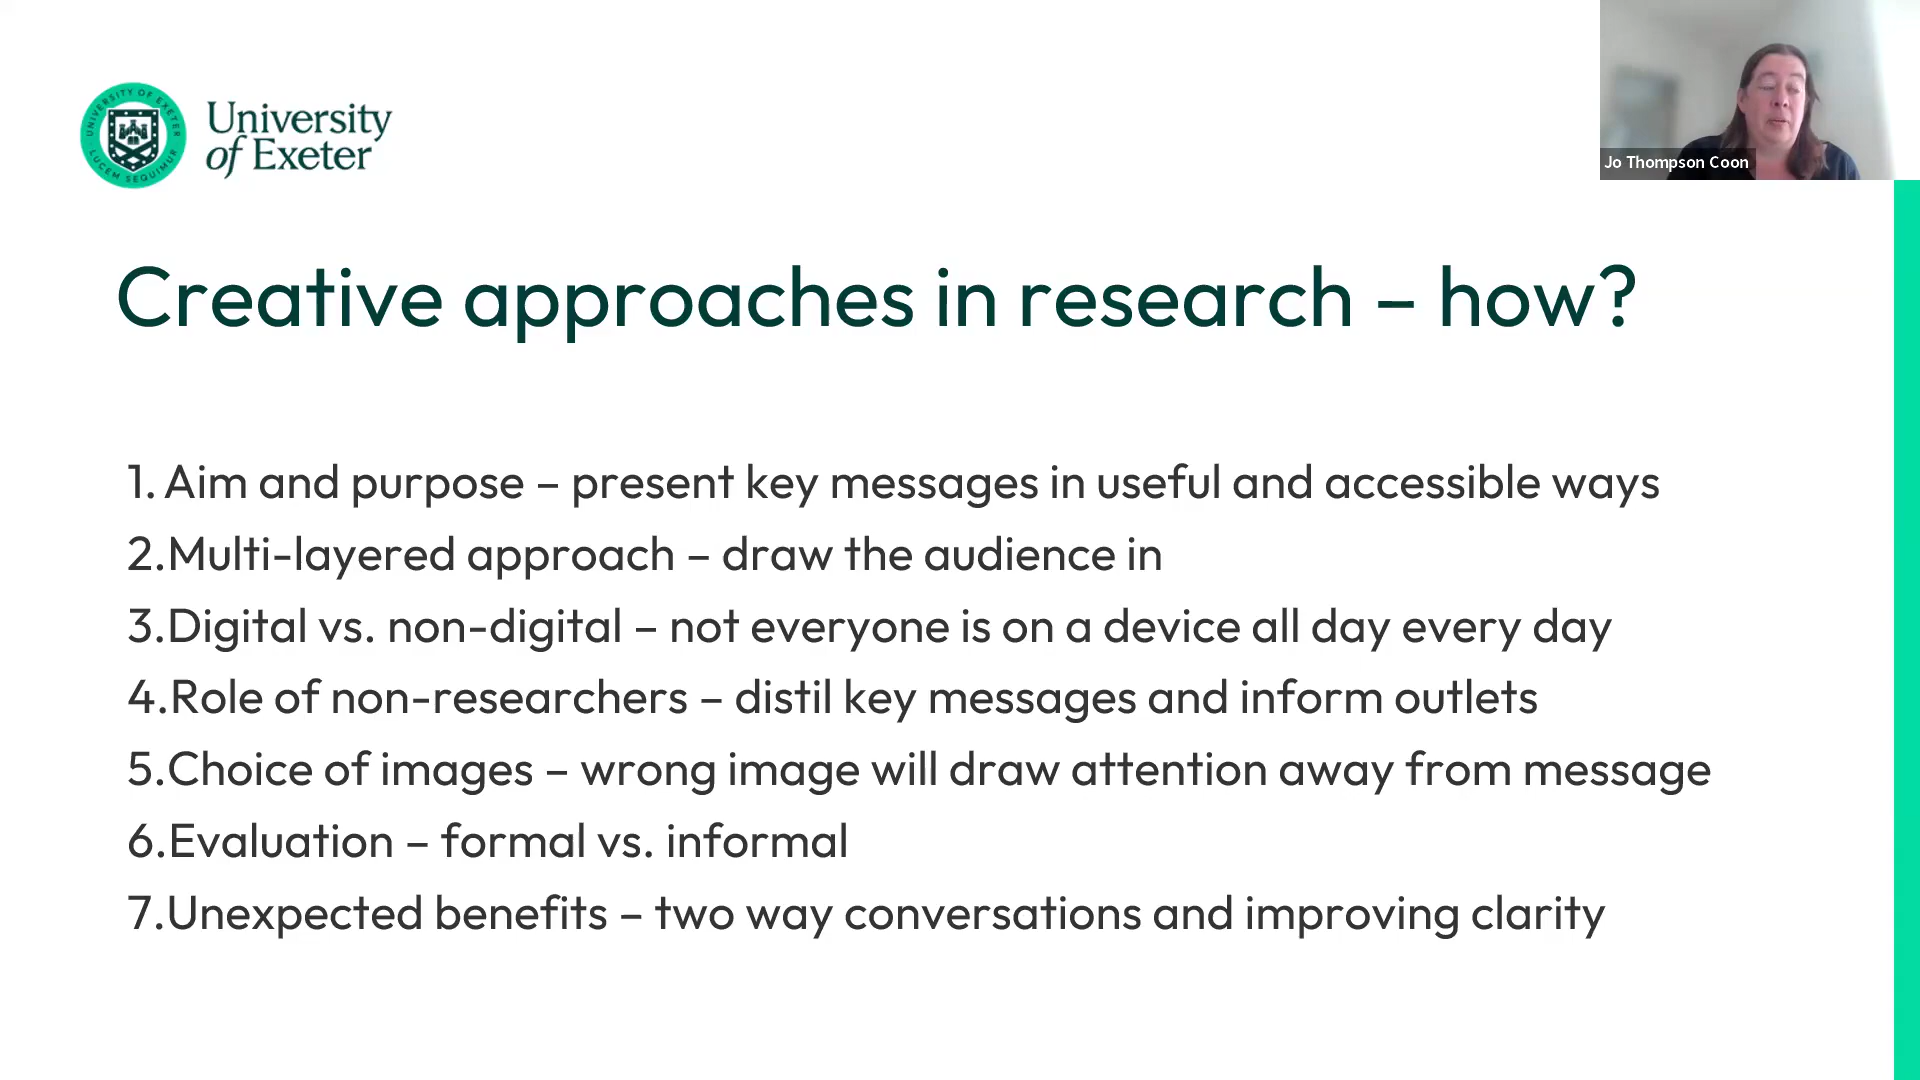 UNIVERSITY OF EXETER
LUCEM SEQUIMUR
University
of Exeter
Jo Thompson Coon
Creative approaches in research – how?
1. Aim and purpose – present key messages in useful and accessible ways
2.Multi-layered approach – draw the audience in
3.Digital vs. non-digital – not everyone is on a device all day every day
4.Role of non-researchers – distil key messages and inform outlets
5.Choice of images – wrong image will draw attention away from message
6.Evaluation – formal vs. informal
7.Unexpected benefits – two way conversations and improving clarity